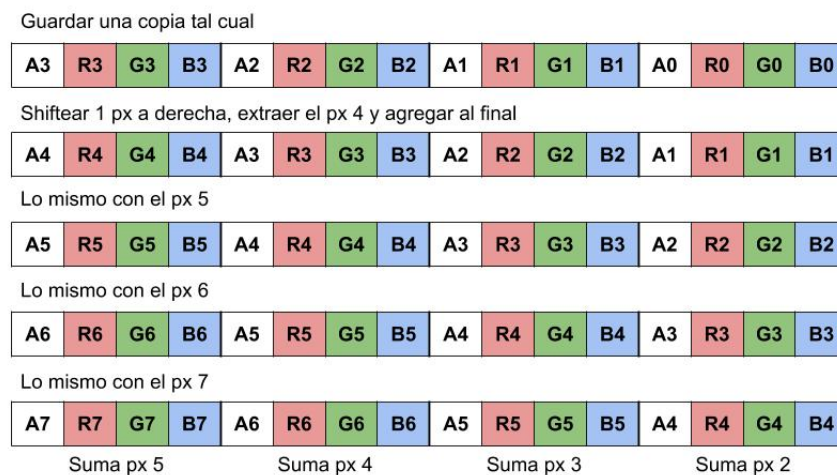 Guardar una copia tal cual
A3 R3 G3 B3 A2 R2 G2 B2 A1 R1 G1 B1 A0 R0 G0 B0
Shiftear 1 px a derecha, extraer el px 4 y agregar al final
A4 R4 G4 B4 A3 R3 G3 B3 A2 R2 G2 B2 A1 R1 G1 B1
Lo mismo con el px 5
A5 R5 G5 B5 A4 R4 G4 B4 A3 R3 G3 B3 A2 R2 G2 B2
Lo mismo con el px 6
A6 R6 G6 B6 A5 R5 G5 B5 A4 R4 G4 B4 A3 R3 G3 B3
Lo mismo con el px 7
A7 R7 G7 B7 A6 R6 G6 B6 A5 R5 G5 B5 A4 R4 G4 B4
Suma px 5 Suma px 4 Suma px 3 Suma px 2